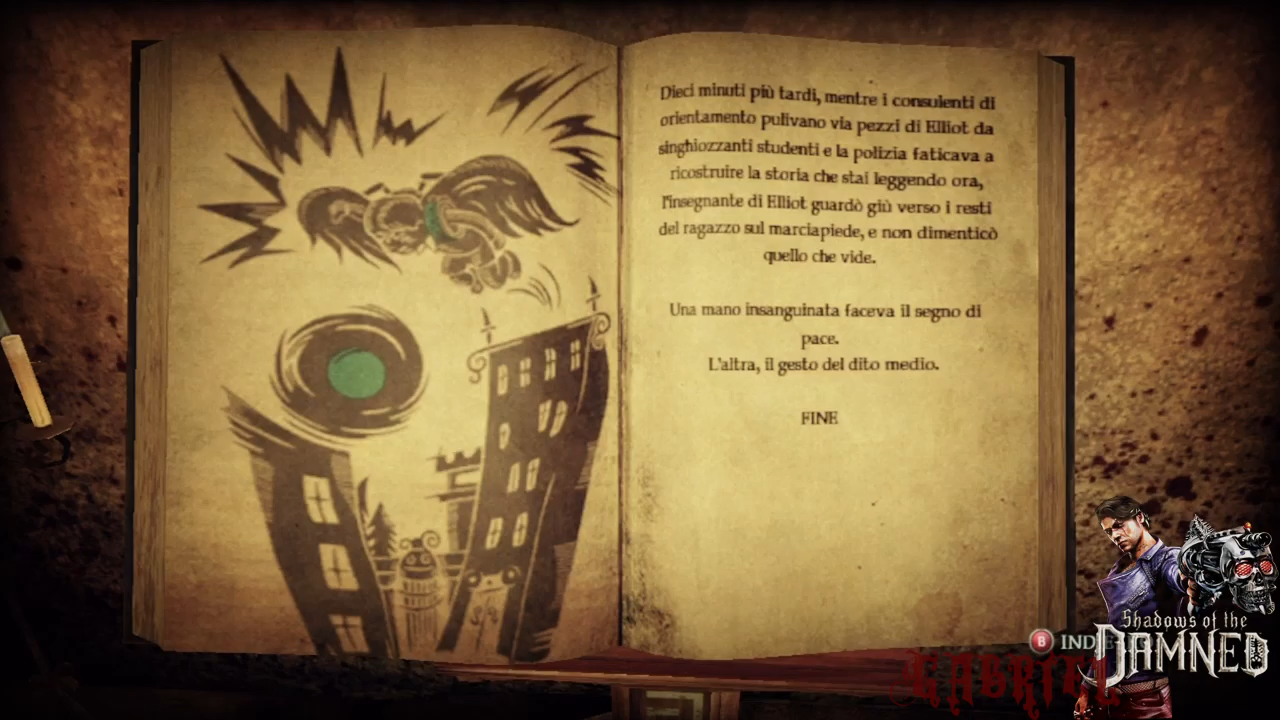 Dieci minuti più tardi, mentre i consulenti di
orientamento pulivano via pezzi di Elliot da
singhiozzanti studenti e la polizia faticava a
ricostruire la storia che stai leggendo ora,
l'insegnante di Elliot guardò giù verso i resti
del ragazzo sul marciapiede, e non dimenticò
quello che vide.
Una mano insanguinata faceva il segno di
pace.
L'altra, il gesto del dito medio.
FINE
B
Shadows of the
DAMNED
GABRIEL